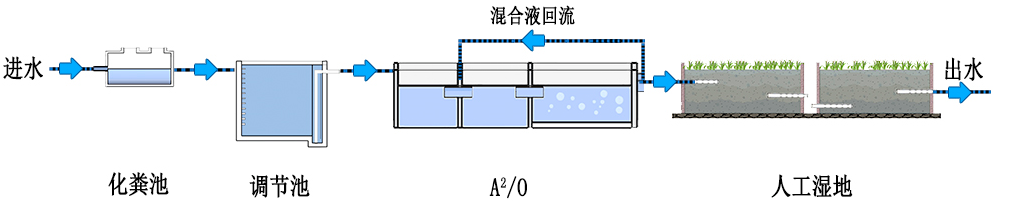 混合液回流
进水
出水
化粪池
调节池
A²/O
人工湿地